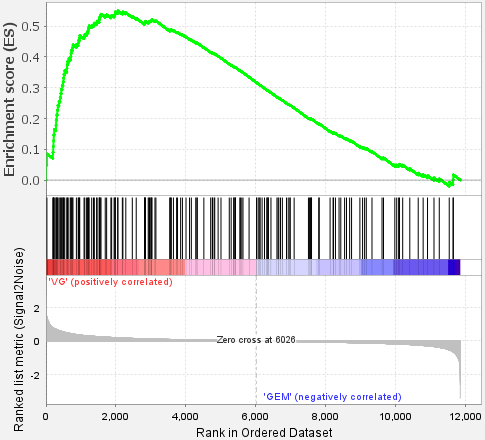 Enrichment score (ES)
0.5
0.4
0.3
0.2
0.1
0.0
'VG' (positively correlated)
Ranked list metric (Signal2Noise)
2
0
-2
Zero cross at 6026
'GEM' (negatively correlated)
0 2,000 4,000 6,000 8,000 10,000 12,000
Rank in Ordered Dataset